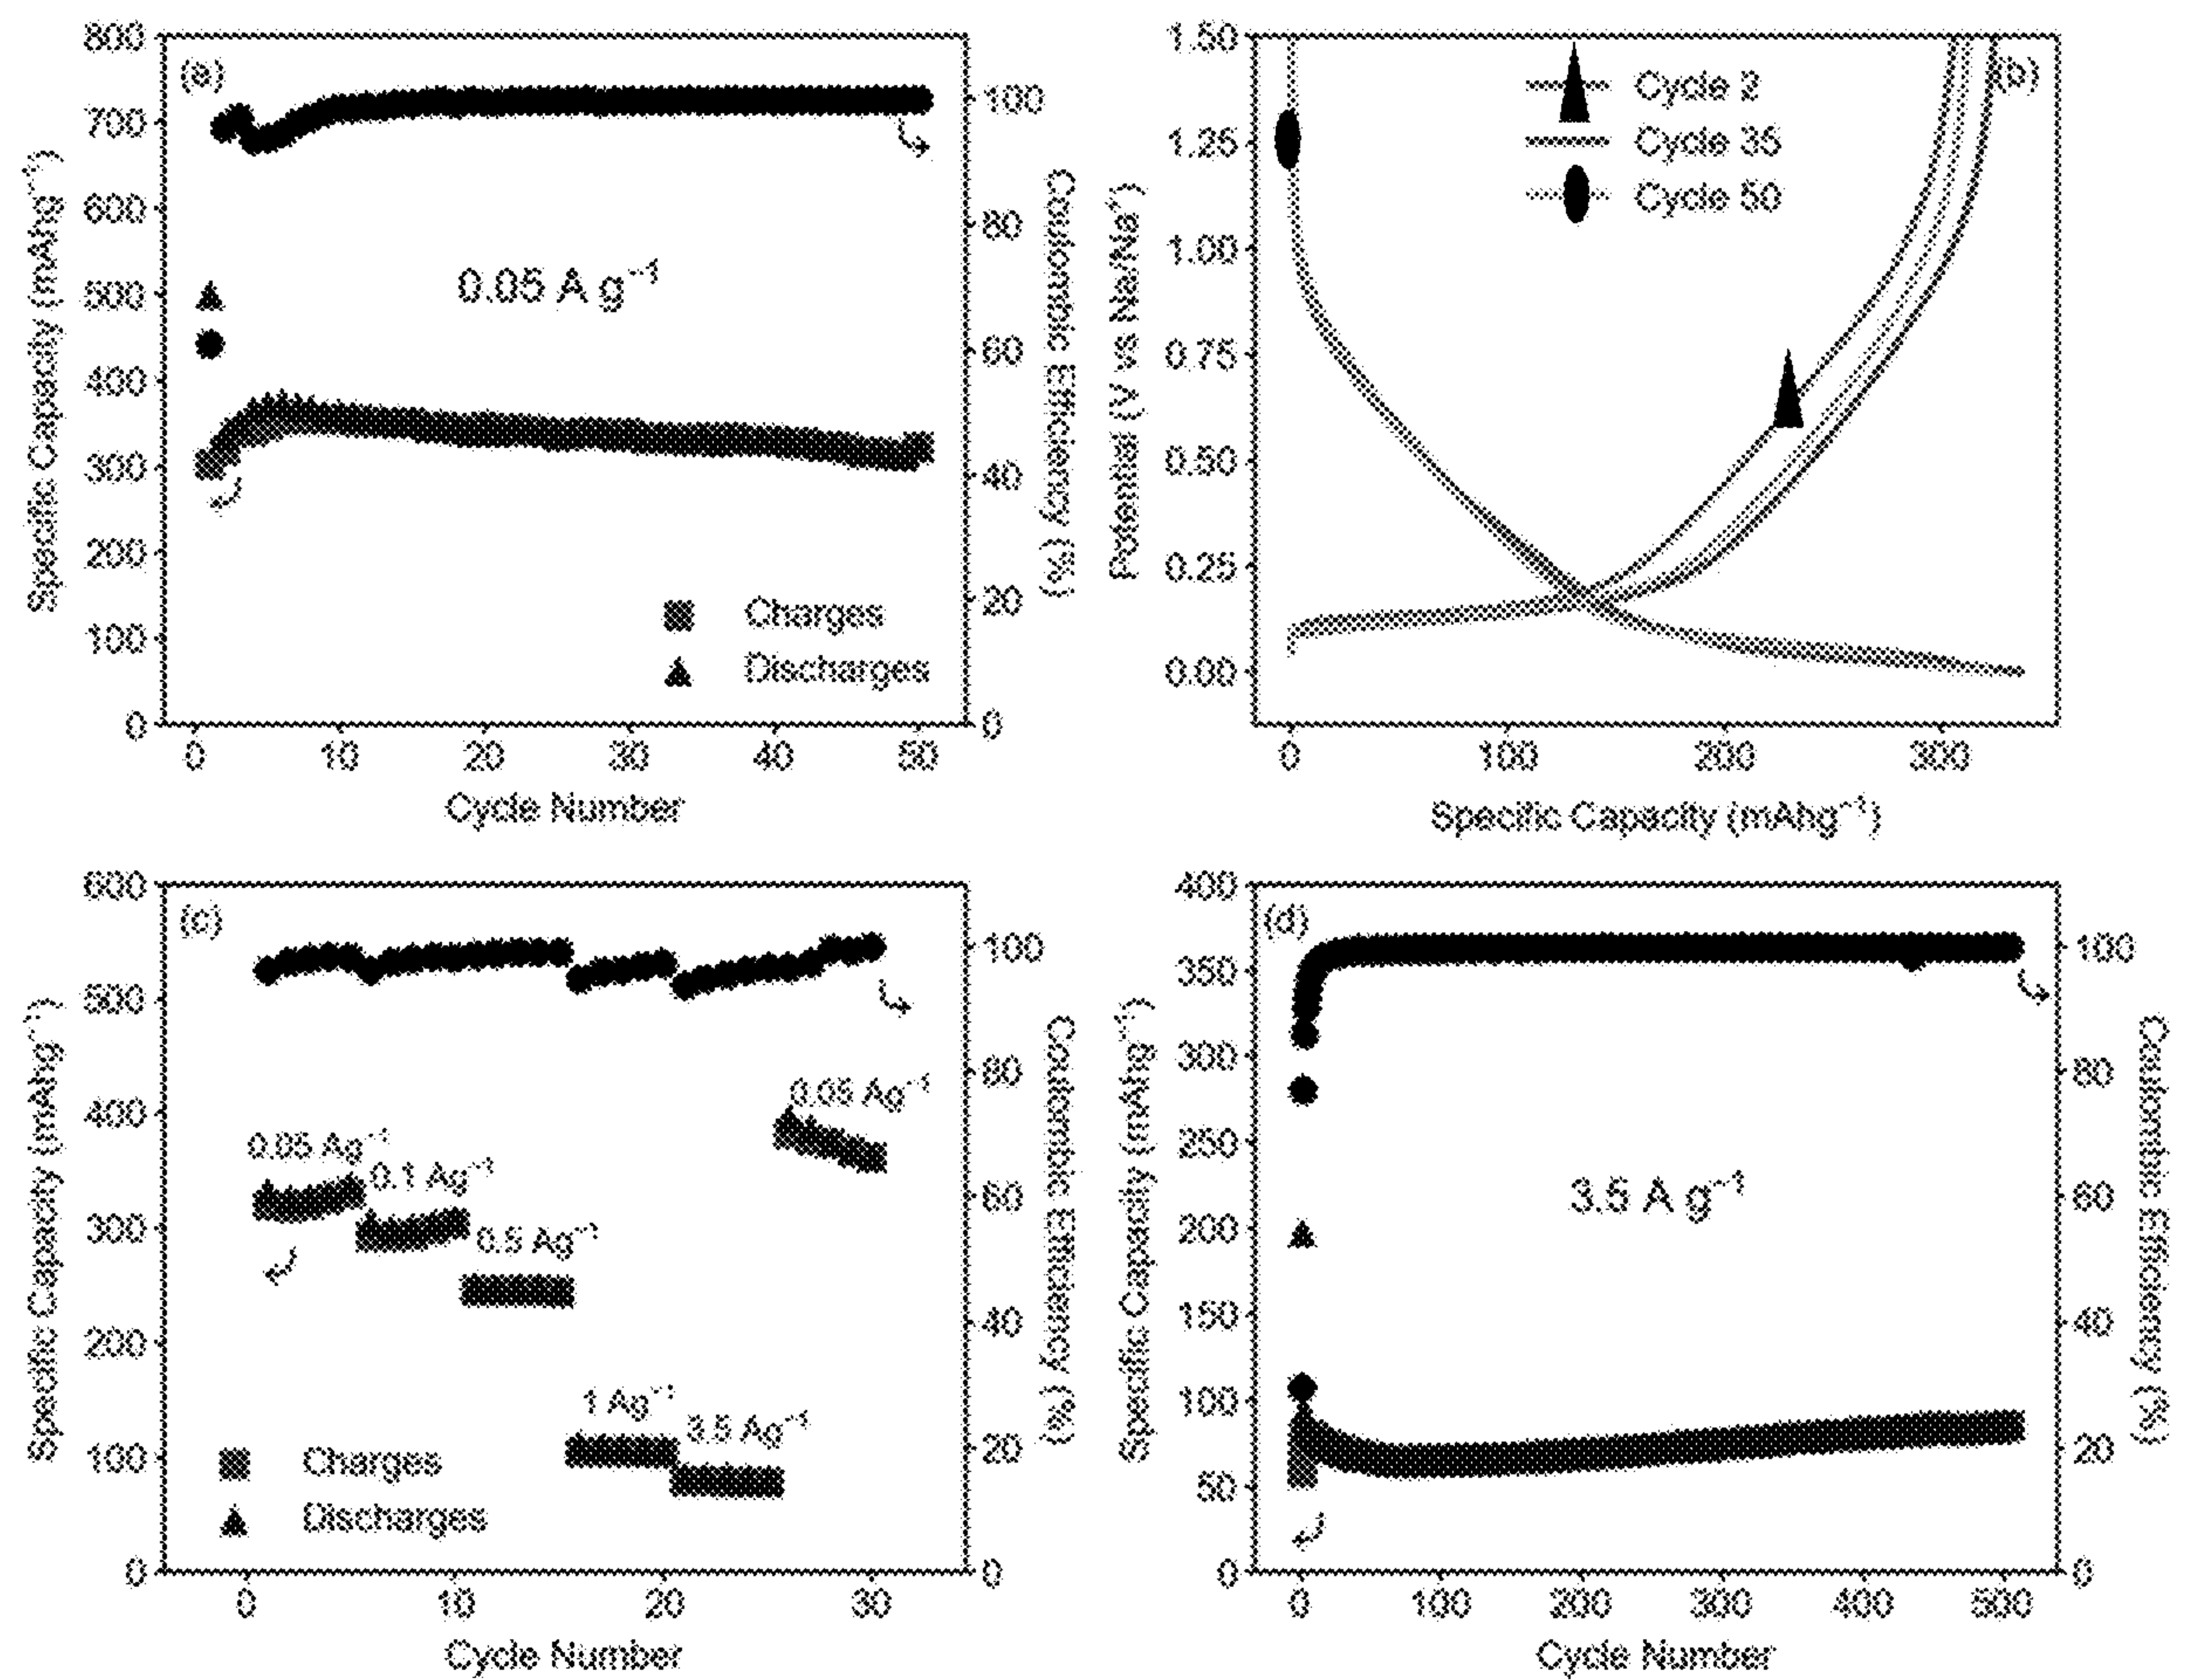 800
700
600
500
400
300
200
100
0
Specific Capacity (mAhg⁻¹)
(a)
0.05 A g⁻¹
Charges
Discharges
100
80
60
40
20
0
Coulombic Efficiency (%)
0 10 20 30 40 50
Cycle Number
1.50
1.25
1.00
0.75
0.50
0.25
0.00
Potential (V vs Na/Na⁺)
(b)
Cycle 2
Cycle 35
Cycle 50
0 100 200 300
Specific Capacity (mAhg⁻¹)
600
500
400
300
200
100
0
Specific Capacity (mAhg⁻¹)
(c)
0.05 Ag⁻¹
0.1 Ag⁻¹
0.5 Ag⁻¹
1 Ag⁻¹
3.5 Ag⁻¹
0.05 Ag⁻¹
Charges
Discharges
100
80
60
40
20
0
Coulombic Efficiency (%)
0 10 20 30
Cycle Number
400
350
300
250
200
150
100
50
0
Specific Capacity (mAhg⁻¹)
(d)
3.5 A g⁻¹
100
80
60
40
20
0
Coulombic Efficiency (%)
0 100 200 300 400 500
Cycle Number